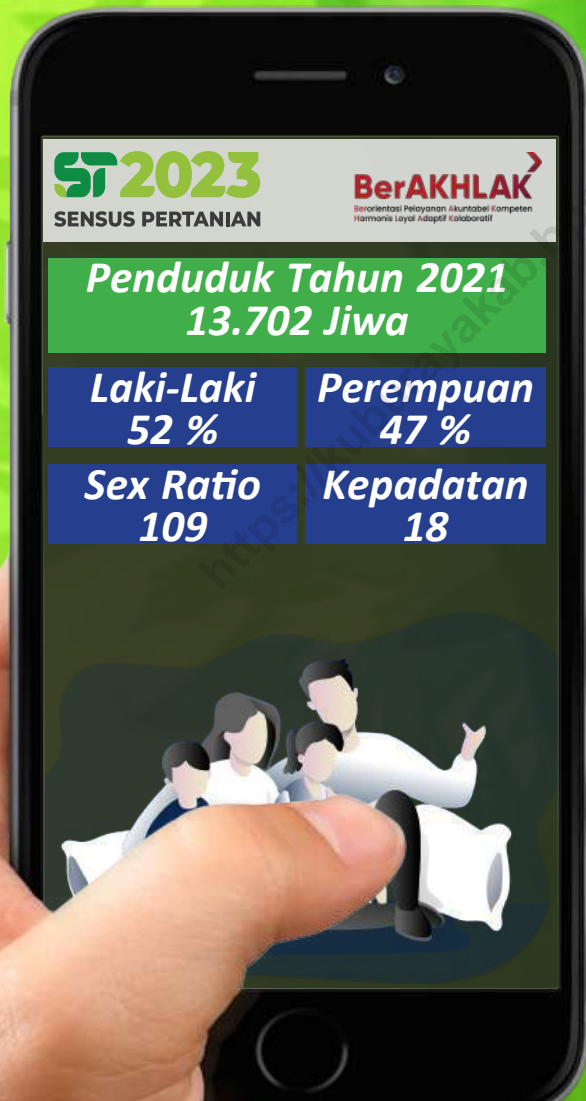 ST2023
SENSUS PERTANIAN
BerAKHLAK
Berorientasi Pelayanan Akuntabel Kompeten
Harmonis Loyal Adaptif Kolaboratif
Penduduk Tahun 2021
13.702 Jiwa
Laki-Laki
52 %
Perempuan
47 %
Sex Ratio
109
Kepadatan
18